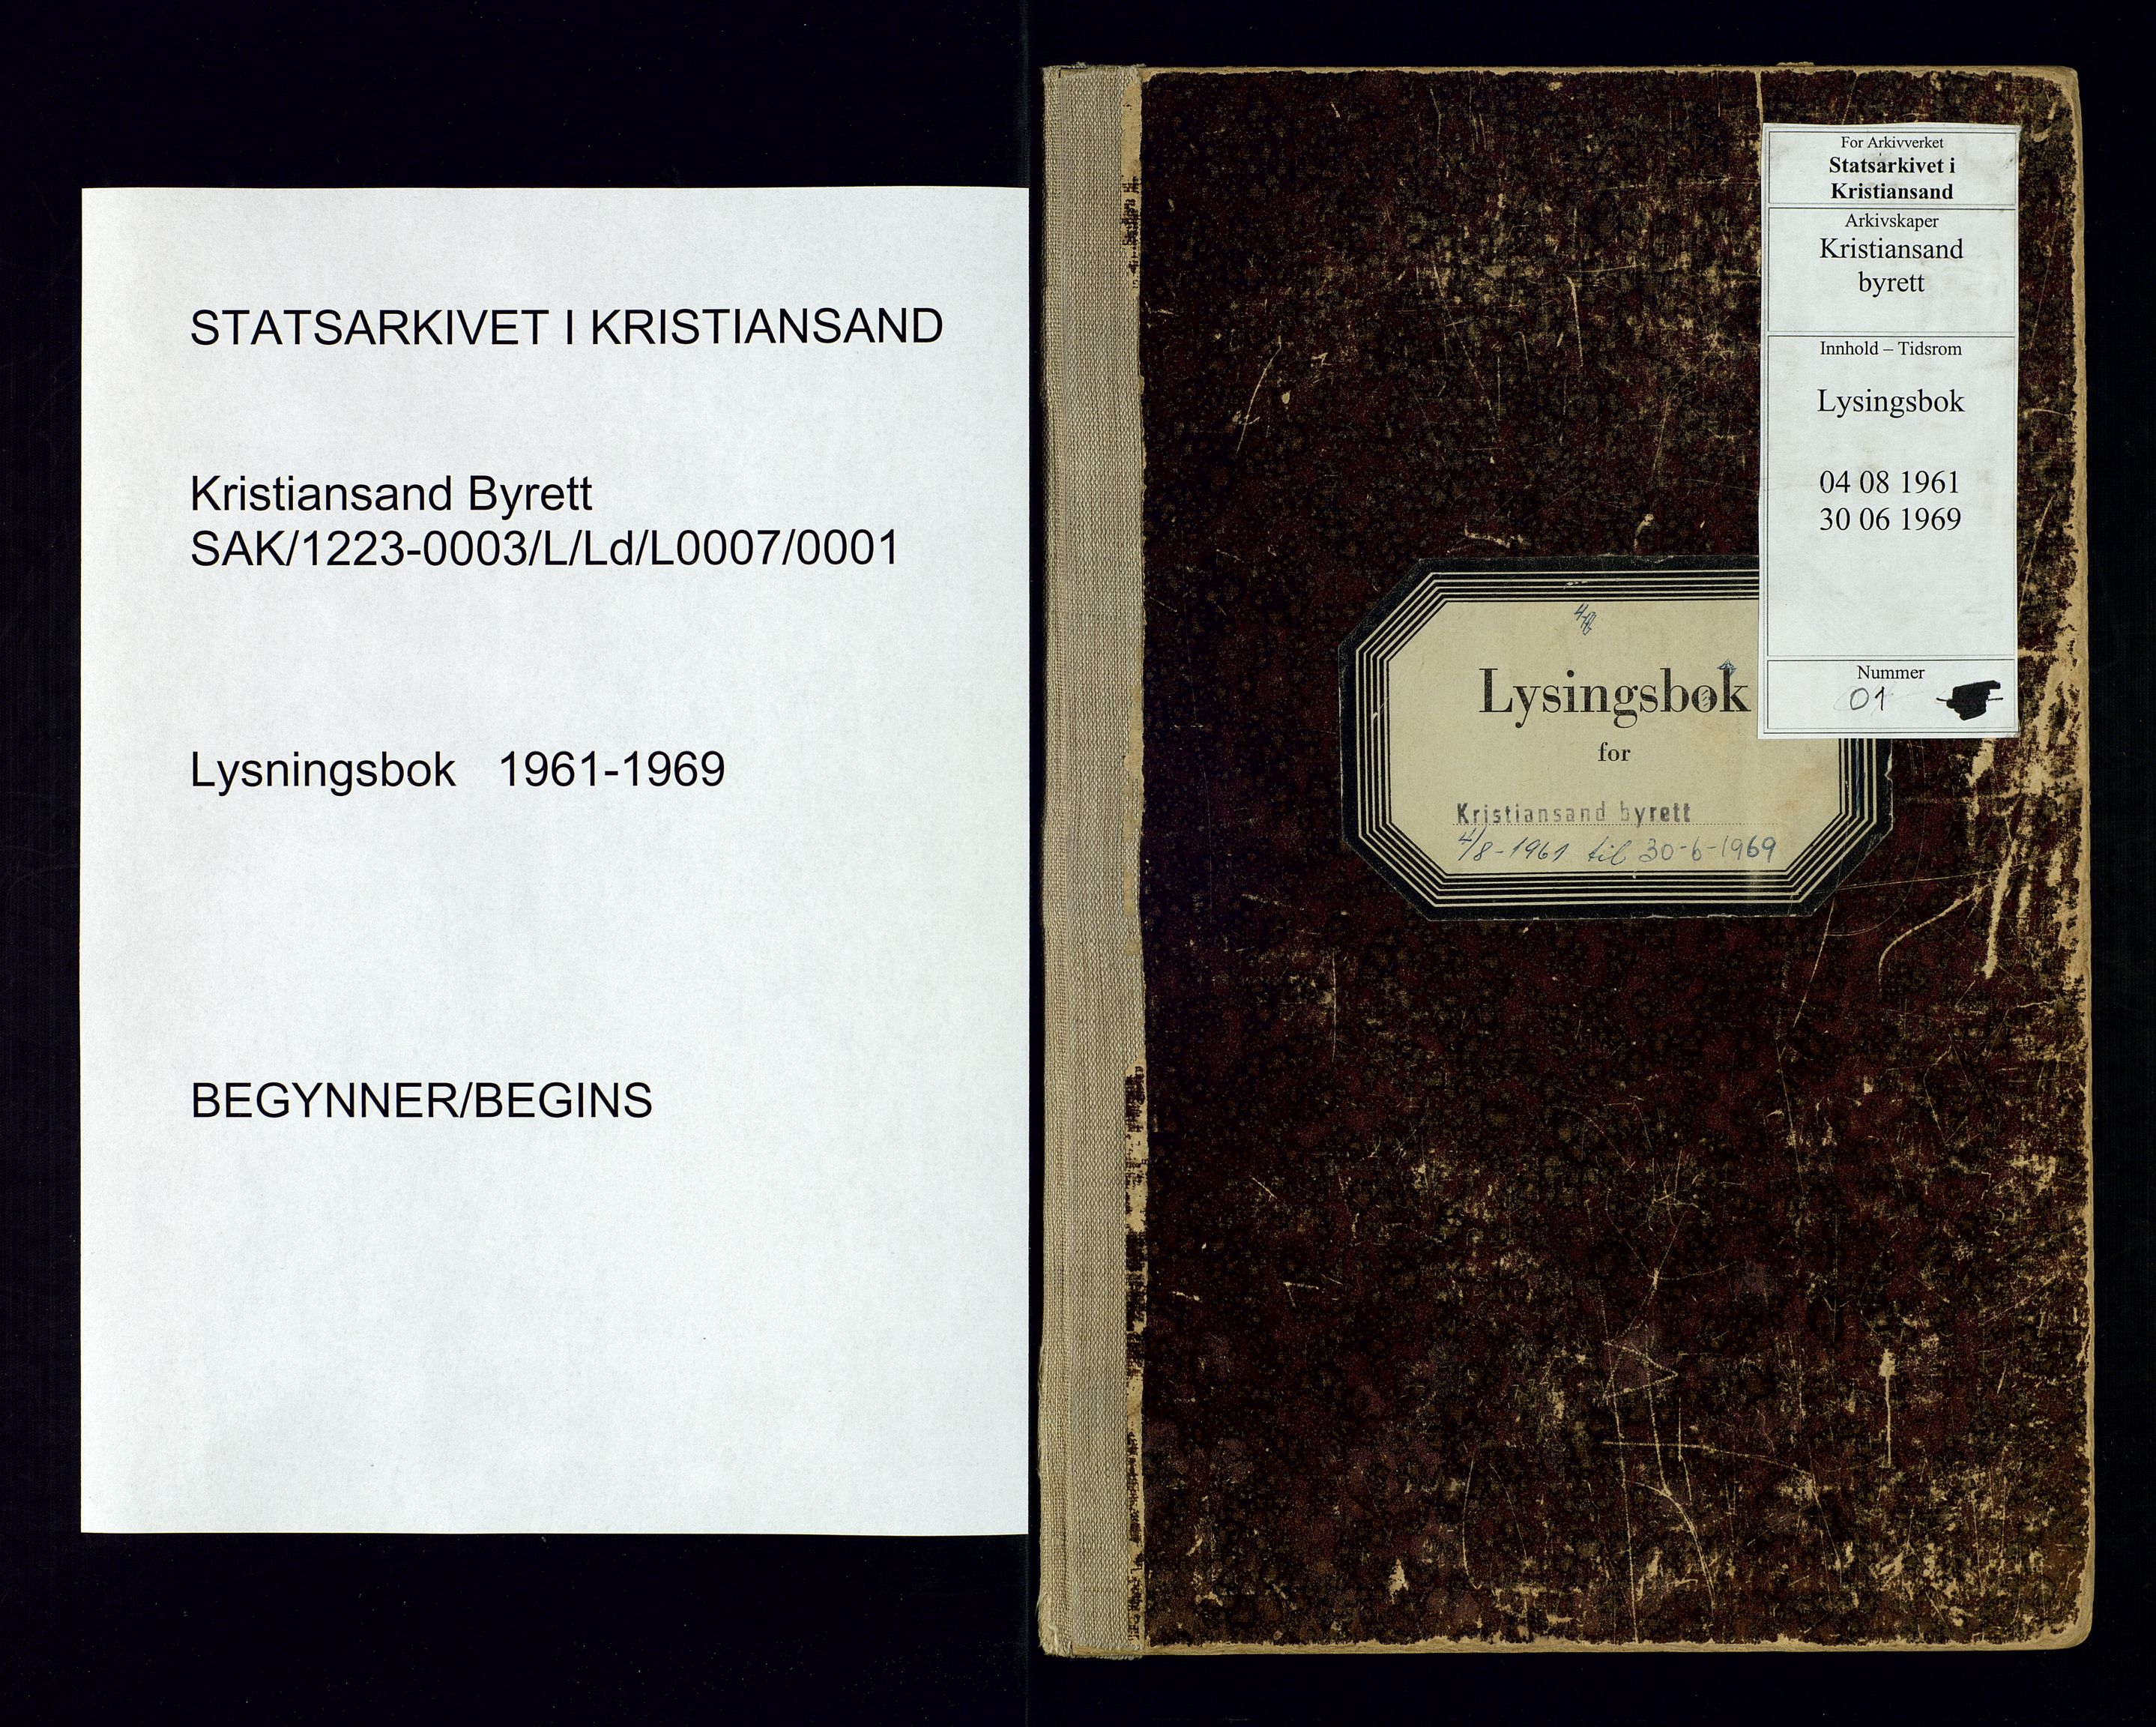 STATSARKIVET I KRISTIANSAND
Kristiansand Byrett
SAK/1223-0003/L/Ld/L0007/0001
Lysningsbok 1961-1969
BEGYNNER/BEGINS
For Arkivverket
Statsarkivet i
Kristiansand
Arkivskaper
Kristiansand
byrett
Innhold – Tidsrom
Lysingsbok
04 08 1961
30 06 1969
Nummer
01
Lysingsbok
for
Kristiansand byrett
4/8-1961 til 30-6-1969